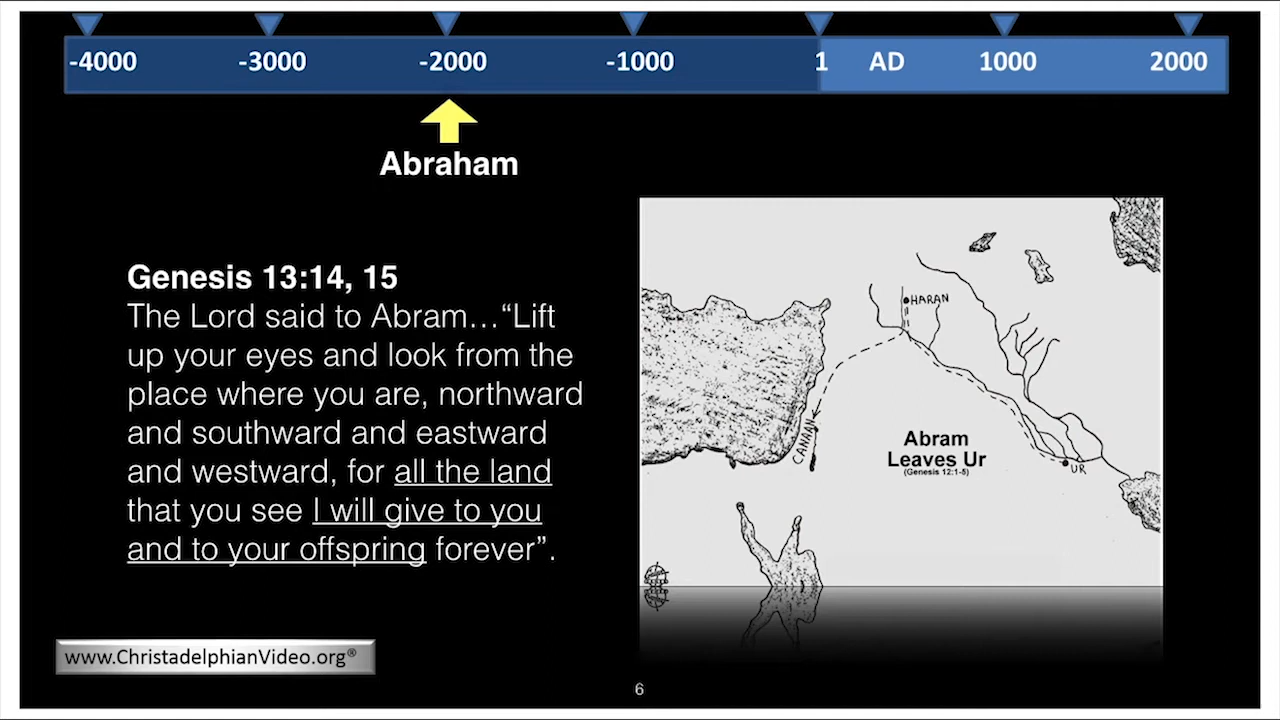 -4000 -3000 -2000 -1000 1 AD 1000 2000
Abraham
Genesis 13:14, 15
The Lord said to Abram…“Lift
up your eyes and look from the
place where you are, northward
and southward and eastward
and westward, for all the land
that you see I will give to you
and to your offspring forever”.
HARAN
CANAAN
Abram
Leaves Ur
(Genesis 12:1-5)
UR
www.ChristadelphianVideo.org®
6